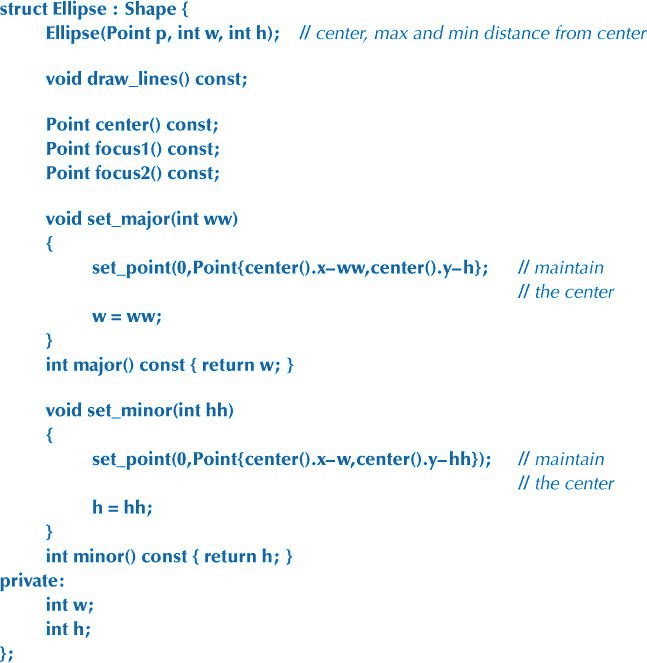 struct Ellipse : Shape {
Ellipse(Point p, int w, int h); // center, max and min distance from center
void draw_lines() const;
Point center() const;
Point focus1() const;
Point focus2() const;
void set_major(int ww)
{
set_point(0,Point{center().x–ww,center().y–h}; // maintain
// the center
w = ww;
}
int major() const { return w; }
void set_minor(int hh)
{
set_point(0,Point{center().x–w,center().y–hh}); // maintain
// the center
h = hh;
}
int minor() const { return h; }
private:
int w;
int h;
};